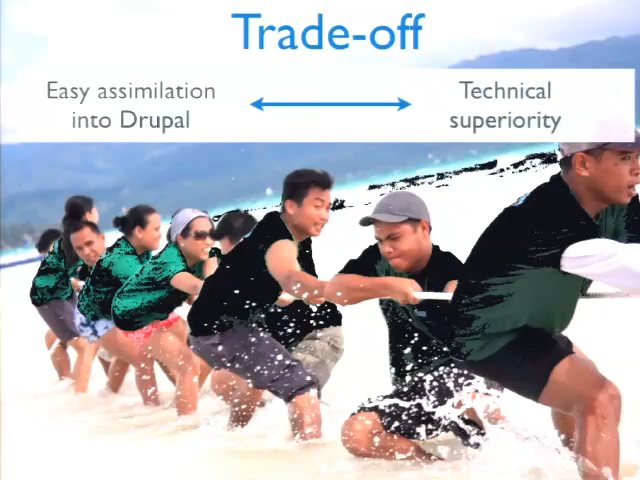 Trade-off
Easy assimilation
into Drupal
Technical
superiority